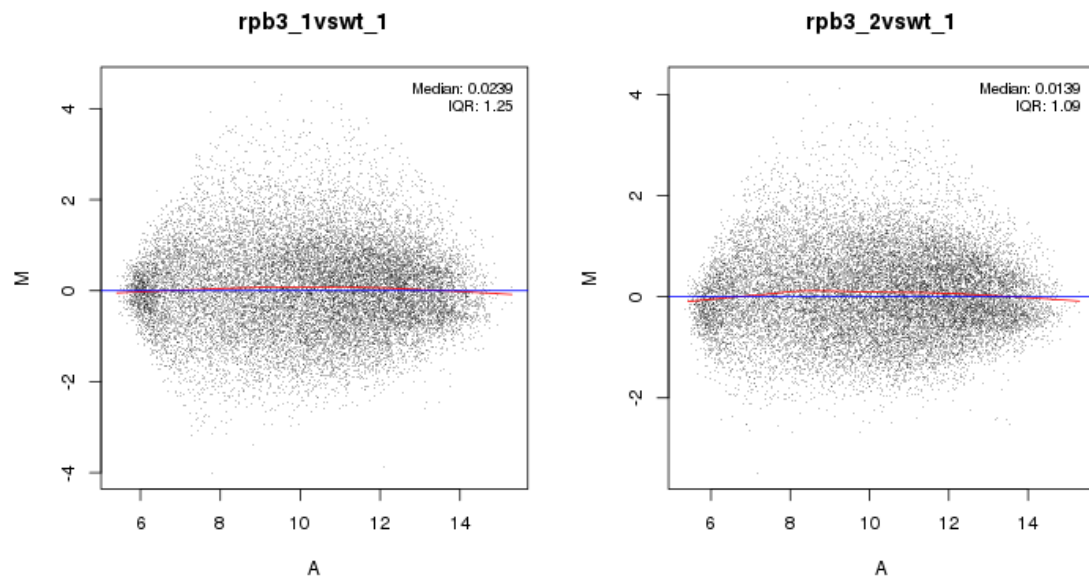 rpb3_1vswt_1
Median: 0.0239
IQR: 1.25
4
2
0
-2
-4
M
6
8
10
12
14
A
rpb3_2vswt_1
Median: 0.0139
IQR: 1.09
4
2
0
-2
M
6
8
10
12
14
A